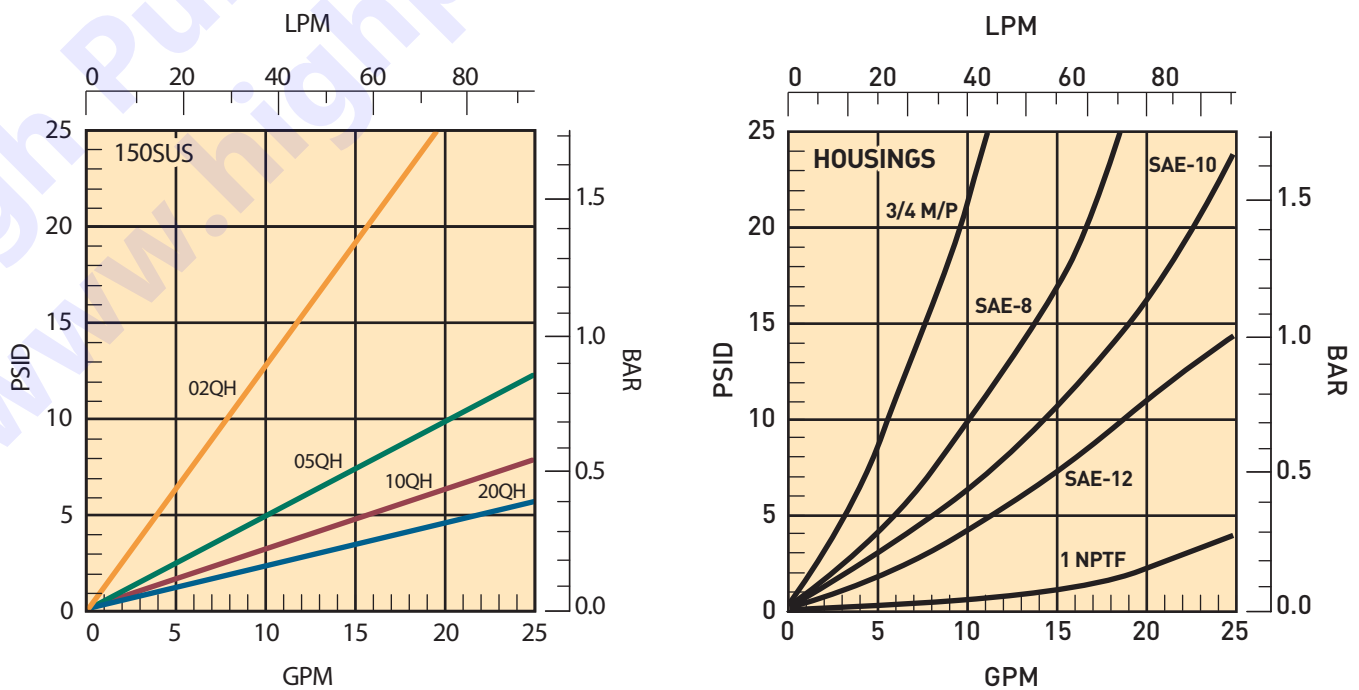 LPM
0 20 40 60 80
25
20
15
10
5
0
PSID
150SUS
02QH
05QH
10QH
20QH
1.5
1.0
0.5
0.0
BAR
0 5 10 15 20 25
GPM
LPM
0 20 40 60 80
25
20
15
10
5
0
PSID
HOUSINGS
3/4 M/P
SAE-8
SAE-10
SAE-12
1 NPTF
1.5
1.0
0.5
0.0
BAR
0 5 10 15 20 25
GPM